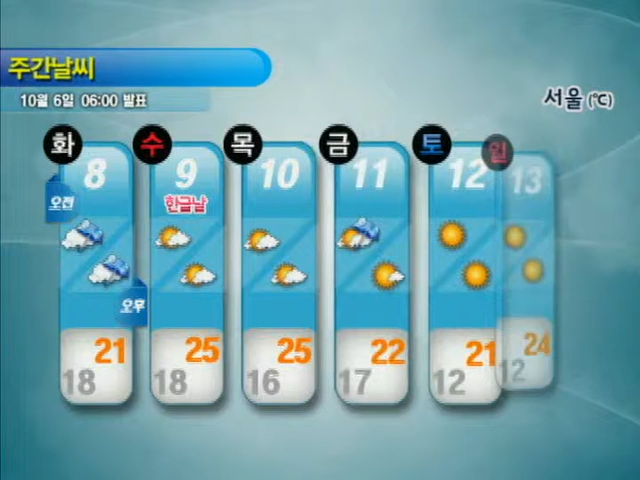 주간날씨
10월 6일 06:00 발표
서울 (℃)
화 수 목 금 토 일
8 9 10 11 12 13
오전 한글날
오후
21 25 25 22 21 24
18 18 16 17 12 12